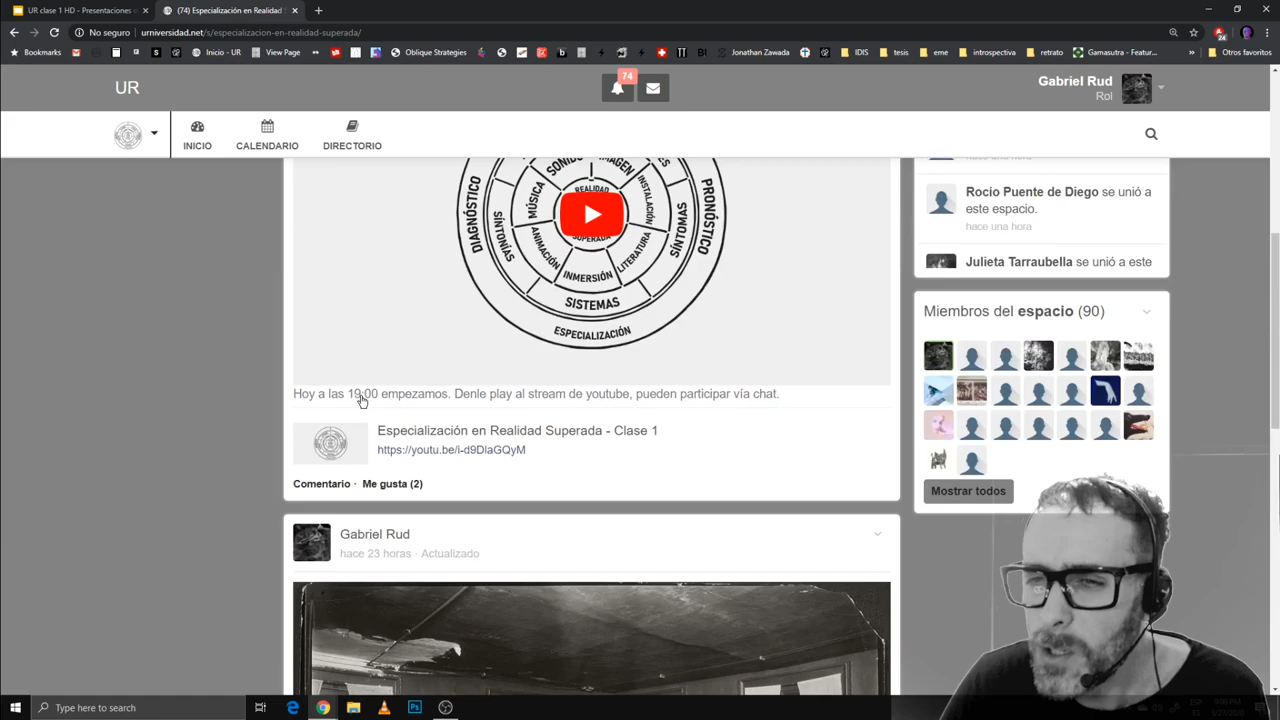 UR clase 1 HD - Presentaciones
(74) Especialización en Realidad S
No seguro urniversidad.net/s/especializacion-en-realidad-superada/
Bookmarks
Inicio - UR
View Page
Oblique Strategies
Jonathan Zawada
IDIS
tesis
eme
introspectiva
retrato
Gamasutra - Featur...
Otros favoritos
24
UR
74
Gabriel Rud
Rol
INICIO
CALENDARIO
DIRECTORIO
SONIDO
IMAGEN
MÚSICA
REALIDAD
SUPERADA
DIAGNÓSTICO
SINTONÍAS
ANIMACIÓN
INMERSIÓN
LITERATURA
SÍNTOMAS
PRONÓSTICO
SISTEMAS
ESPECIALIZACIÓN
Hoy a las 19:00 empezamos. Denle play al stream de youtube, pueden participar vía chat.
Especialización en Realidad Superada - Clase 1
https://youtu.be/i-d9DlaGQyM
Comentario · Me gusta (2)
Gabriel Rud
hace 23 horas · Actualizado
hace una hora
Rocio Puente de Diego se unió a
este espacio.
hace una hora
Julieta Tarraubella se unió a este
Miembros del espacio (90)
Mostrar todos
Type here to search
ESP